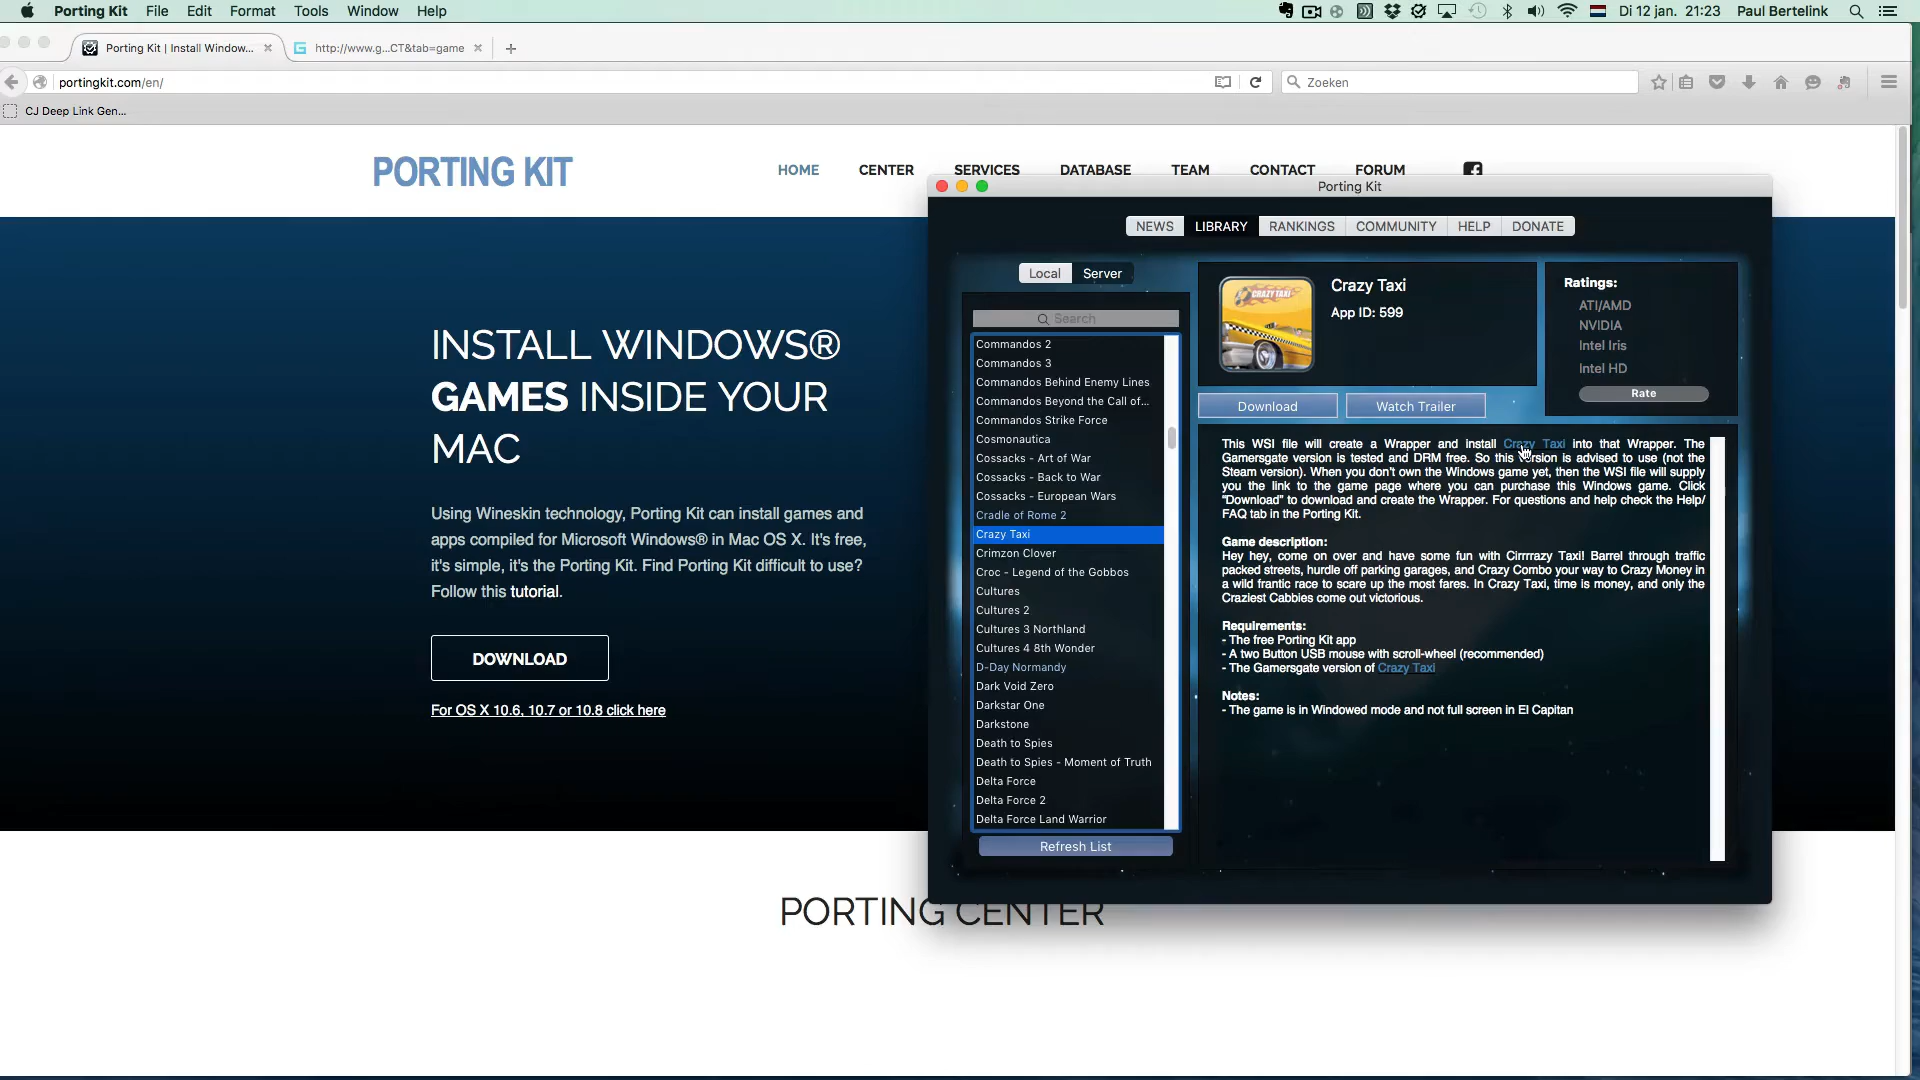 Porting Kit File Edit Format Tools Window Help Di 12 jan. 21:23 Paul Bertelink
Porting Kit | Install Window... http://www.g...CT&tab=game
portingkit.com/en/ Zoeken
CJ Deep Link Gen...
PORTING KIT HOME CENTER SERVICES DATABASE TEAM CONTACT FORUM
INSTALL WINDOWS®
GAMES INSIDE YOUR
MAC
Using Wineskin technology, Porting Kit can install games and
apps compiled for Microsoft Windows® in Mac OS X. It's free,
it's simple, it's the Porting Kit. Find Porting Kit difficult to use?
Follow this tutorial.
DOWNLOAD
For OS X 10.6, 10.7 or 10.8 click here
PORTING CENTER
Porting Kit
NEWS LIBRARY RANKINGS COMMUNITY HELP DONATE
Local Server
Search
Commandos 2
Commandos 3
Commandos Behind Enemy Lines
Commandos Beyond the Call of...
Commandos Strike Force
Cosmonautica
Cossacks - Art of War
Cossacks - Back to War
Cossacks - European Wars
Cradle of Rome 2
Crazy Taxi
Crimzon Clover
Croc - Legend of the Gobbos
Cultures
Cultures 2
Cultures 3 Northland
Cultures 4 8th Wonder
D-Day Normandy
Dark Void Zero
Darkstar One
Darkstone
Death to Spies
Death to Spies - Moment of Truth
Delta Force
Delta Force 2
Delta Force Land Warrior
Refresh List
CRAZY TAXI
Crazy Taxi
App ID: 599
Ratings:
ATI/AMD
NVIDIA
Intel Iris
Intel HD
Rate
Download Watch Trailer
This WSI file will create a Wrapper and install Crazy Taxi into that Wrapper. The
Gamersgate version is tested and DRM free. So this version is advised to use (not the
Steam version). When you don't own the Windows game yet, then the WSI file will supply
you the link to the game page where you can purchase this Windows game. Click
“Download” to download and create the Wrapper. For questions and help check the Help/
FAQ tab in the Porting Kit.
Game description:
Hey hey, come on over and have some fun with Cirrrrazy Taxi! Barrel through traffic
packed streets, hurdle off parking garages, and Crazy Combo your way to Crazy Money in
a wild frantic race to scare up the most fares. In Crazy Taxi, time is money, and only the
Craziest Cabbies come out victorious.
Requirements:
- The free Porting Kit app
- A two Button USB mouse with scroll-wheel (recommended)
- The Gamersgate version of Crazy Taxi
Notes:
- The game is in Windowed mode and not full screen in El Capitan